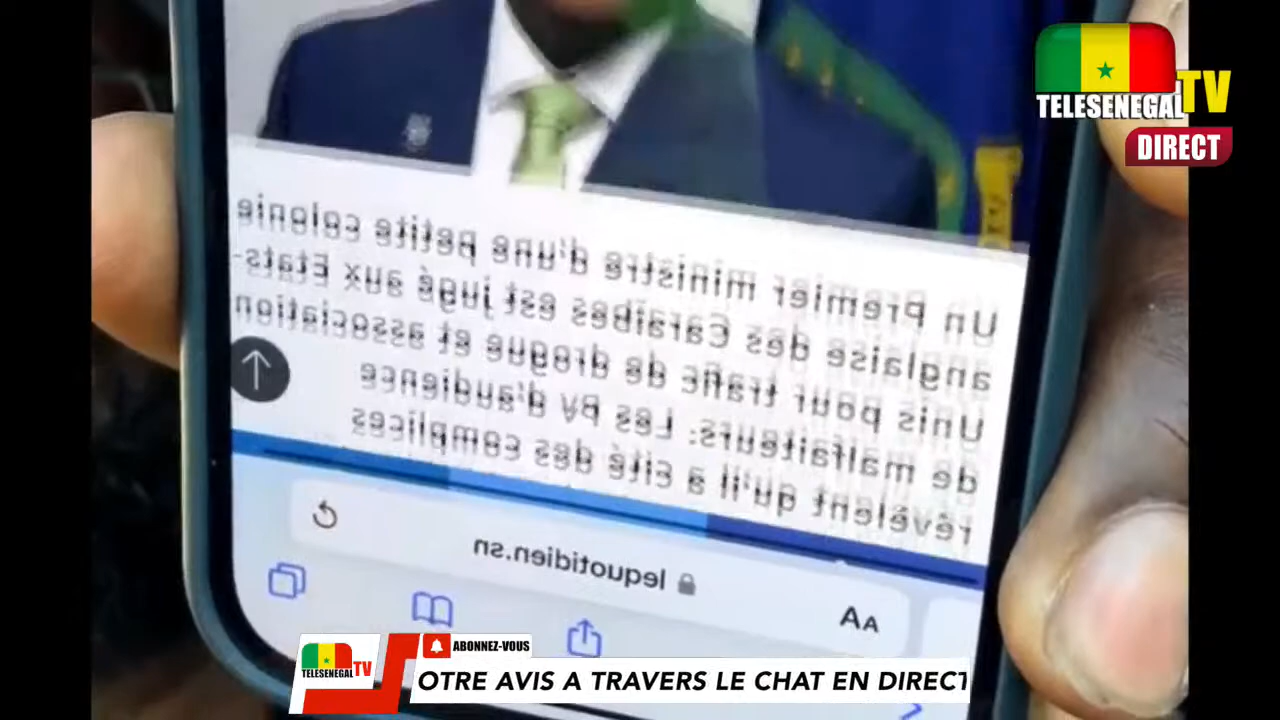 TELESENEGAL TV
DIRECT
Un Premier ministre d'une petite colonie
anglaise des Caraïbes est jugé aux Etats-
Unis pour trafic de drogue et association
de malfaiteurs: Les PV d'audience
révèlent qu'il a cité des complices
lequotidien.sn
AA
TELESENEGAL TV
ABONNEZ-VOUS
OTRE AVIS A TRAVERS LE CHAT EN DIRECT